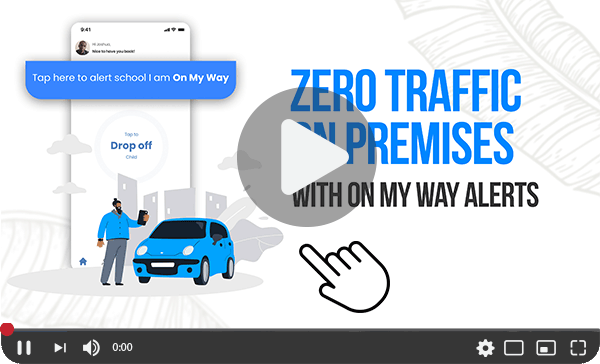 9:41
Hi Joshua,
Nice to have you back!
Tap here to alert school I am On My Way
Tap to
Drop off
Child
ZERO TRAFFIC
ON PREMISES
WITH ON MY WAY ALERTS
0:00